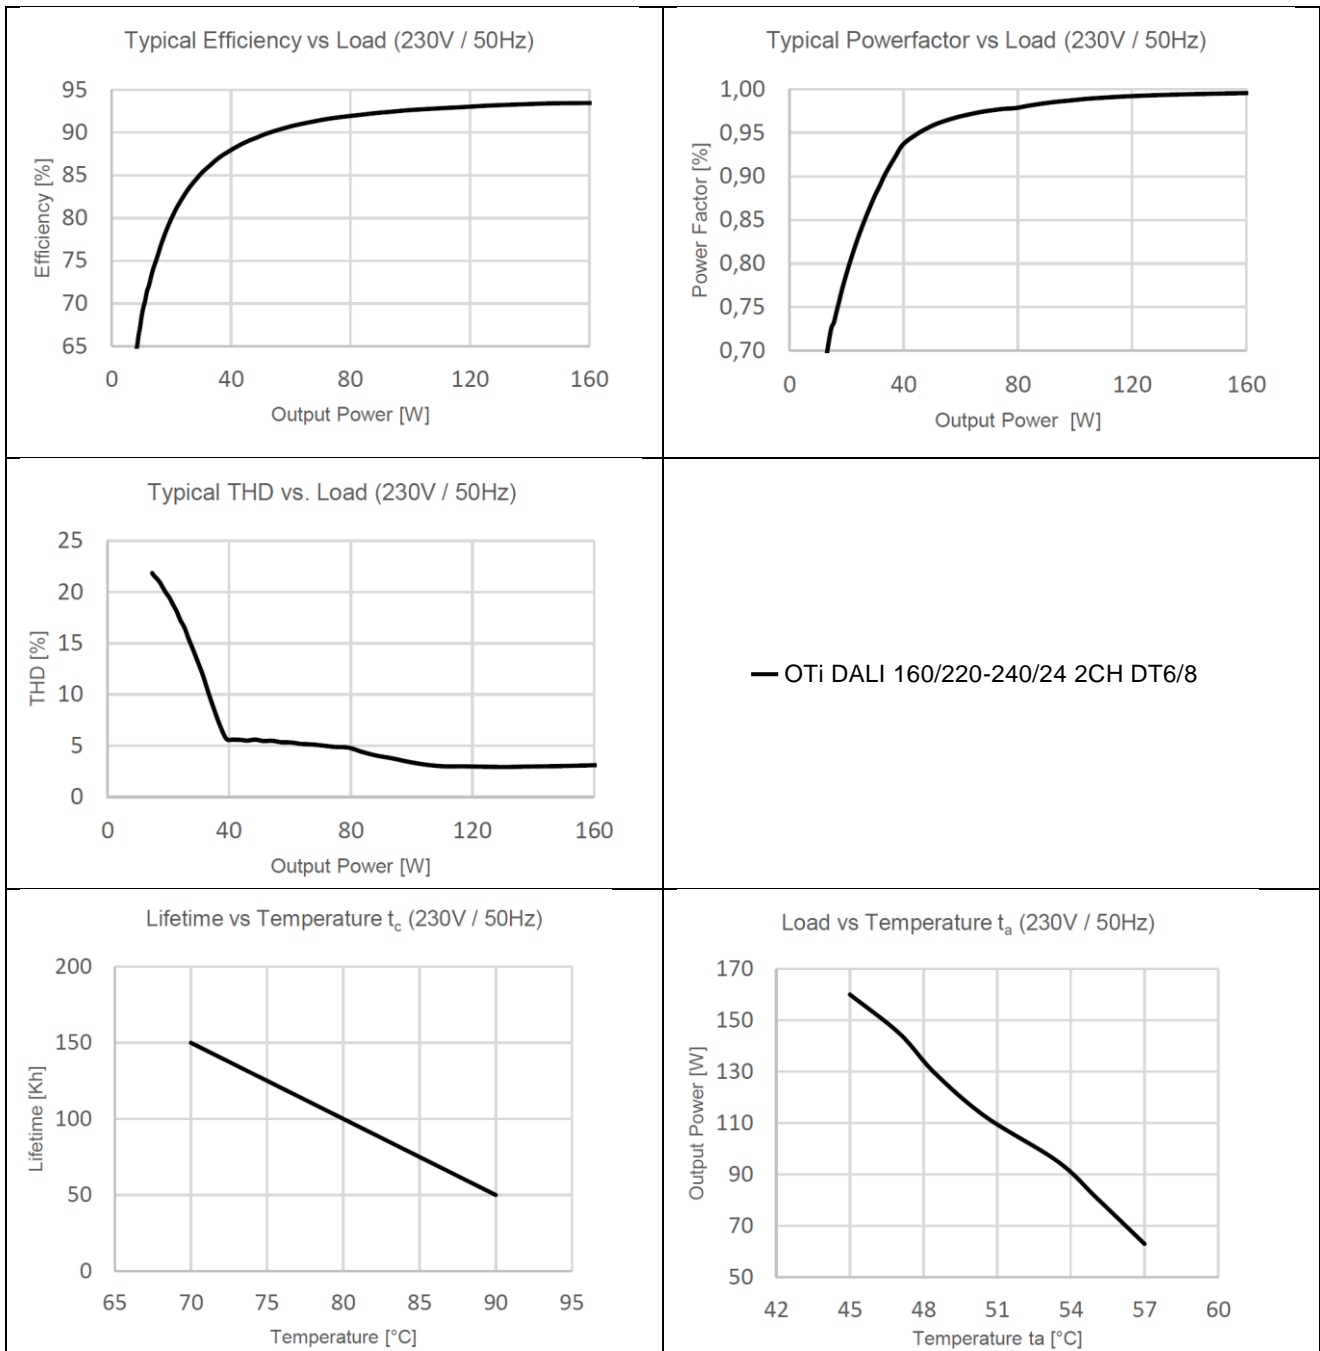 Typical Efficiency vs Load (230V / 50Hz)
95
90
85
80
75
70
65
Efficiency [%]
0 40 80 120 160
Output Power [W]
Typical Powerfactor vs Load (230V / 50Hz)
1,00
0,95
0,90
0,85
0,80
0,75
0,70
Power Factor [%]
0 40 80 120 160
Output Power [W]
Typical THD vs. Load (230V / 50Hz)
25
20
15
10
5
0
THD [%]
0 40 80 120 160
Output Power [W]
OTi DALI 160/220-240/24 2CH DT6/8
Lifetime vs Temperature tc (230V / 50Hz)
200
150
100
50
0
Lifetime [Kh]
65 70 75 80 85 90 95
Temperature [°C]
Load vs Temperature ta (230V / 50Hz)
170
150
130
110
90
70
50
Output Power [W]
42 45 48 51 54 57 60
Temperature ta [°C]